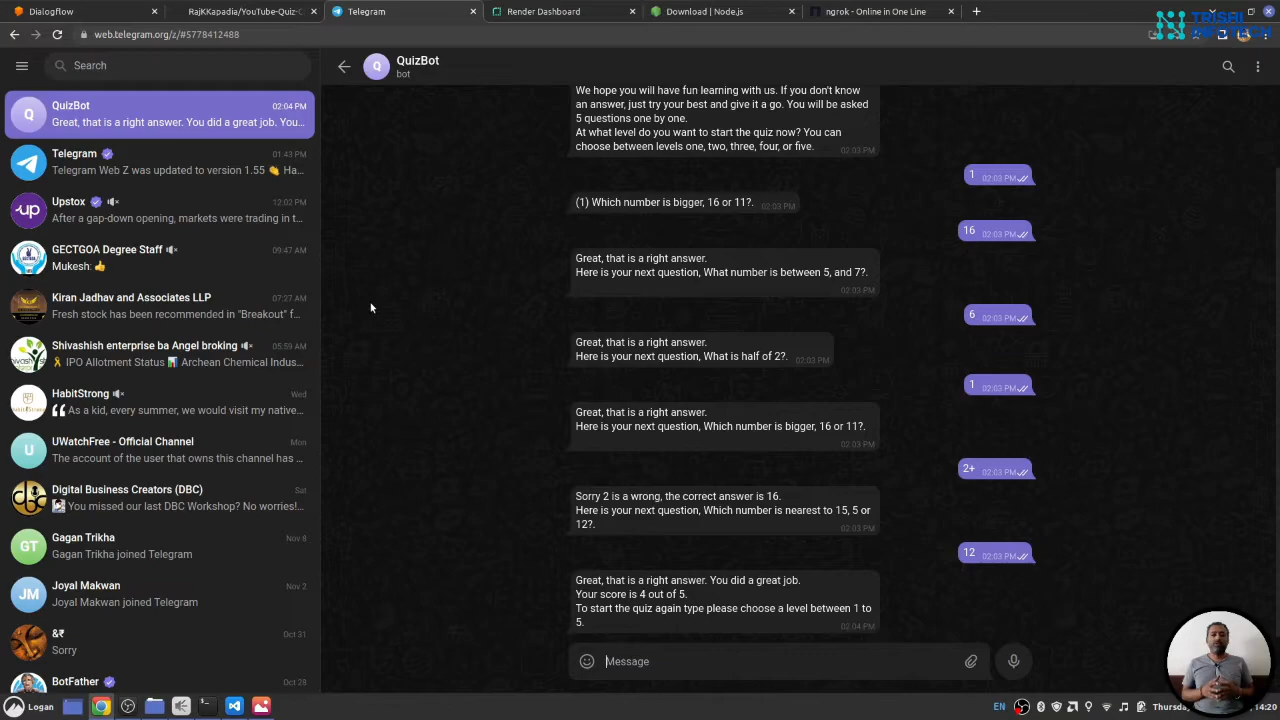 Dialogflow
RajKKapadia/YouTube-Quiz-C
Telegram
Render Dashboard
Download | Node.js
ngrok - Online in One Line
TRISAL
INFOTECH
web.telegram.org/z/#5778412488
Search
Q
QuizBot
bot
Q
QuizBot
02:04 PM
Great, that is a right answer. You did a great job. You...
Telegram
01:43 PM
Telegram Web Z was updated to version 1.55 👏 Ha...
up
Upstox
12:02 PM
After a gap-down opening, markets were trading in t...
GECTGOA Degree Staff
09:47 AM
Mukesh: 👍
Kiran Jadhav and Associates LLP
07:27 AM
Fresh stock has been recommended in "Breakout" f...
Shivashish enterprise ba Angel broking
05:59 AM
🎗 IPO Allotment Status 📊 Archean Chemical Indus...
HabitStrong
Wed
As a kid, every summer, we would visit my native...
U
UWatchFree - Official Channel
Mon
The account of the user that owns this channel has ...
dbc
Digital Business Creators (DBC)
Sat
You missed our last DBC Workshop? No worries!...
GT
Gagan Trikha
Nov 8
Gagan Trikha joined Telegram
JM
Joyal Makwan
Nov 2
Joyal Makwan joined Telegram
&₹
Oct 31
Sorry
BotFather
Oct 28
We hope you will have fun learning with us. If you don't know
an answer, just try your best and give it a go. You will be asked
5 questions one by one.
At what level do you want to start the quiz now? You can
choose between levels one, two, three, four, or five.
02:03 PM
1 02:03 PM
(1) Which number is bigger, 16 or 11?. 02:03 PM
16 02:03 PM
Great, that is a right answer.
Here is your next question, What number is between 5, and 7?.
02:03 PM
6 02:03 PM
Great, that is a right answer.
Here is your next question, What is half of 2?. 02:03 PM
1 02:03 PM
Great, that is a right answer.
Here is your next question, Which number is bigger, 16 or 11?.
02:03 PM
2+ 02:03 PM
Sorry 2 is a wrong, the correct answer is 16.
Here is your next question, Which number is nearest to 15, 5 or
12?.
02:03 PM
12 02:03 PM
Great, that is a right answer. You did a great job.
Your score is 4 out of 5.
To start the quiz again type please choose a level between 1 to
5.
02:04 PM
Message
Logan
EN
Thursday
14:20